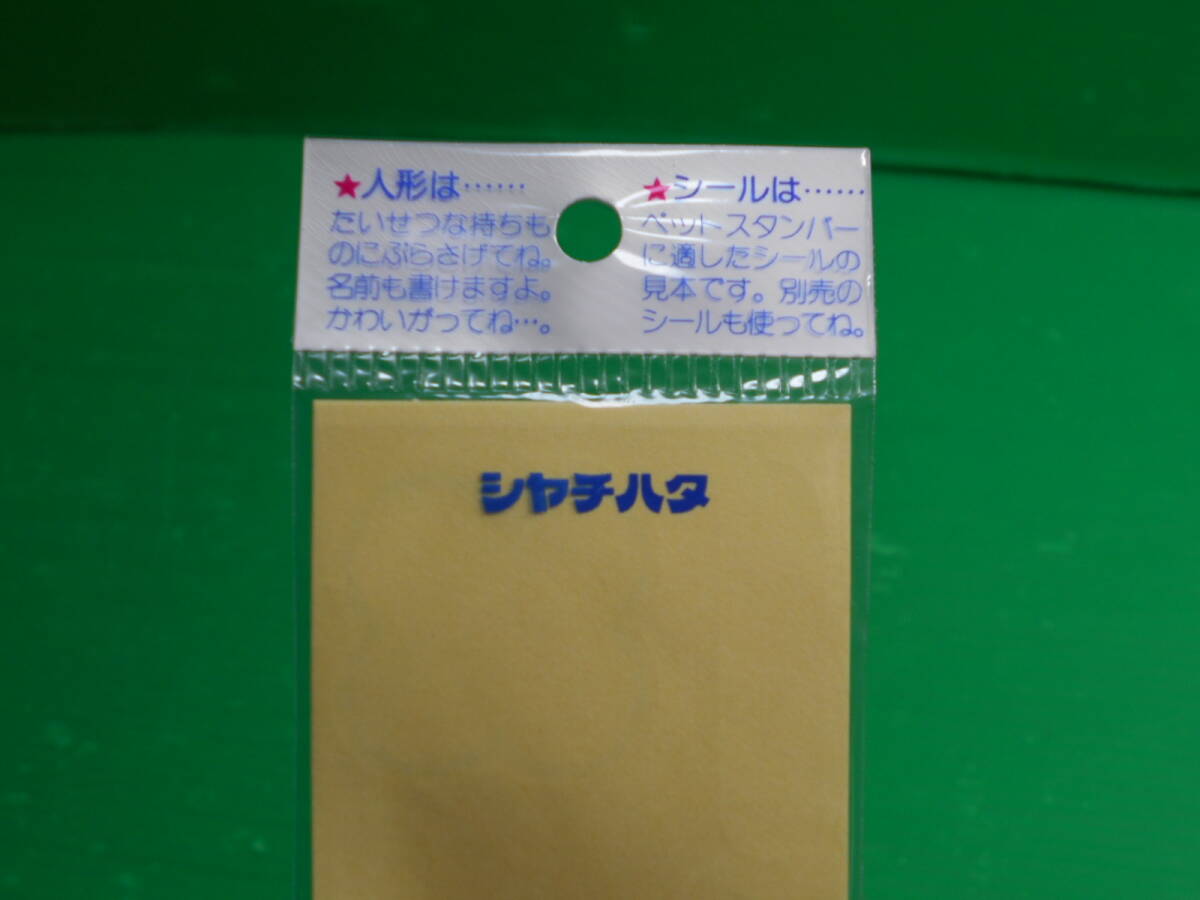 ★人形は……
たいせつな持ちも
のにぶらさげてね。
名前も書けますよ。
かわいがってね…。
★シールは……
ペットスタンパー
に適したシールの
見本です。別売の
シールも使ってね。
シヤチハタ